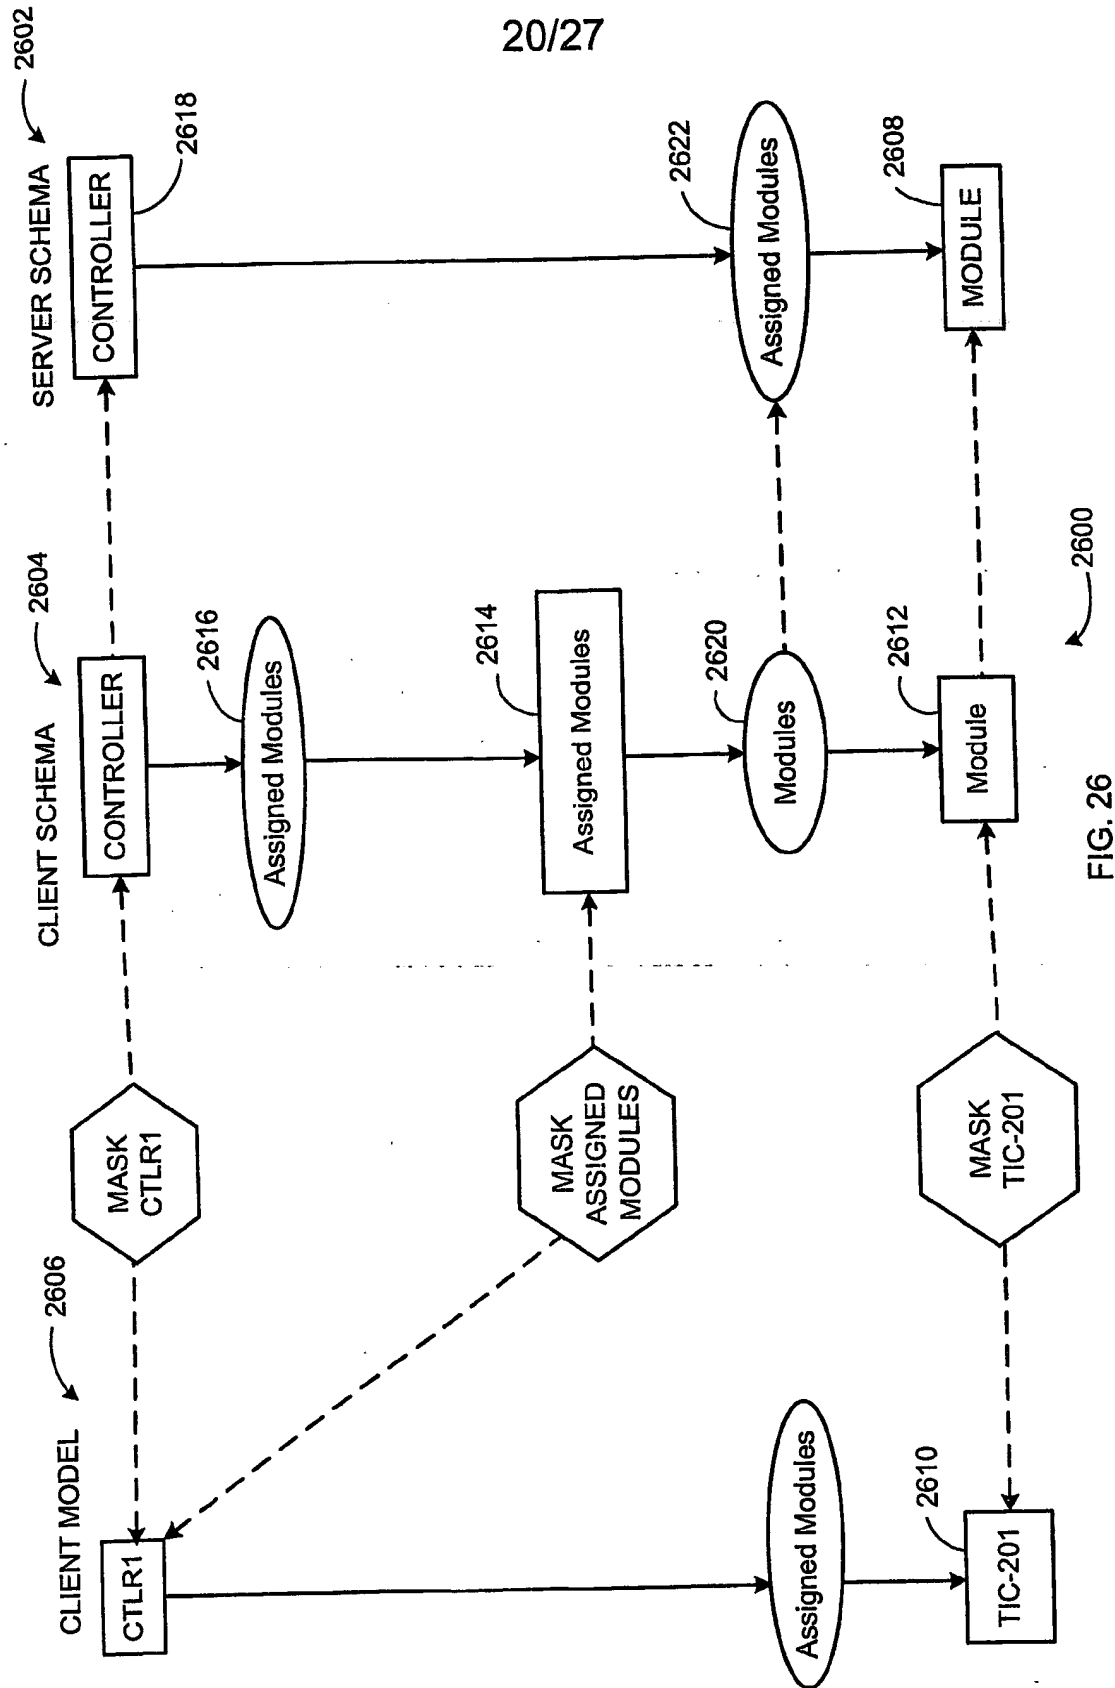 20/27
CLIENT MODEL
2606
CLIENT SCHEMA
2604
SERVER SCHEMA
2602
CTLR1
MASK
CTLR1
CONTROLLER
CONTROLLER
2618
2616
Assigned Modules
MASK
ASSIGNED
MODULES
2614
Assigned Modules
2620
Modules
2622
Assigned Modules
Assigned Modules
2610
TIC-201
MASK
TIC-201
2612
Module
2608
MODULE
2600
FIG. 26